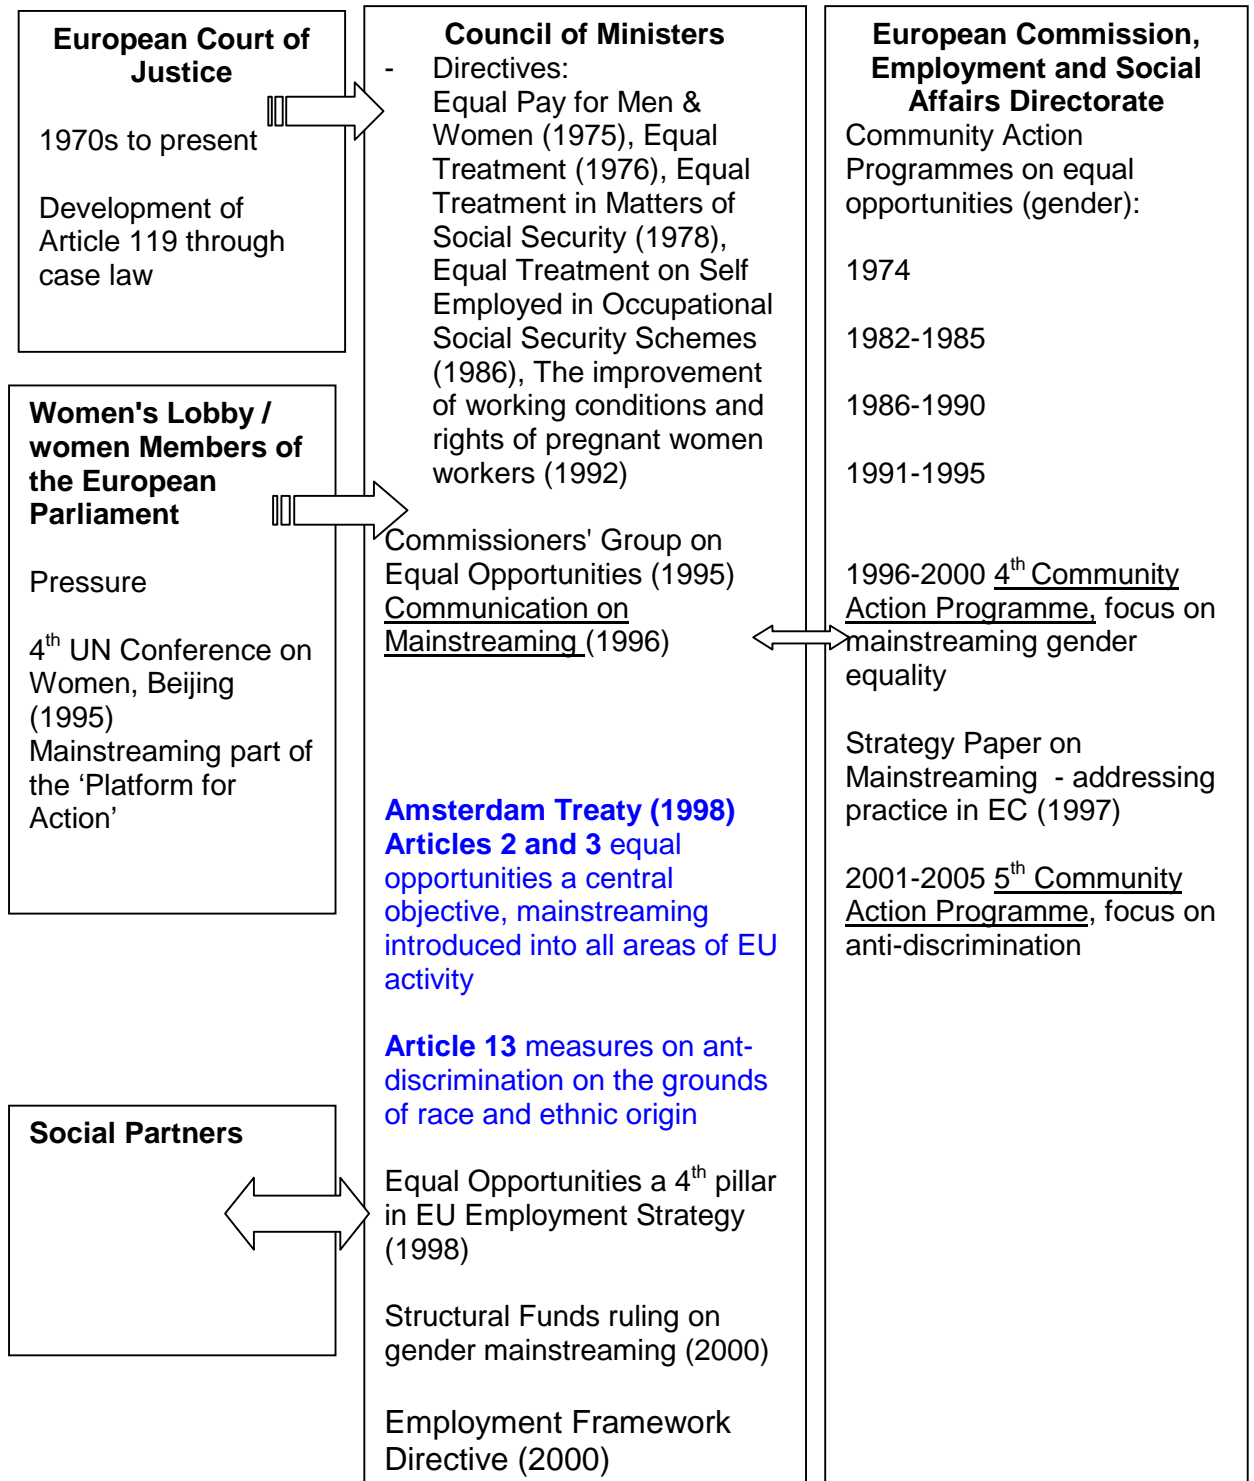 European Court of
Justice
1970s to present
Development of
Article 119 through
case law
Women's Lobby /
women Members of
the European
Parliament
Pressure
4th UN Conference on
Women, Beijing
(1995)
Mainstreaming part of
the ‘Platform for
Action’
Social Partners
Council of Ministers
- Directives:
Equal Pay for Men &
Women (1975), Equal
Treatment (1976), Equal
Treatment in Matters of
Social Security (1978),
Equal Treatment on Self
Employed in Occupational
Social Security Schemes
(1986), The improvement
of working conditions and
rights of pregnant women
workers (1992)
Commissioners' Group on
Equal Opportunities (1995)
Communication on
Mainstreaming (1996)
Amsterdam Treaty (1998)
Articles 2 and 3 equal
opportunities a central
objective, mainstreaming
introduced into all areas of EU
activity
Article 13 measures on ant-
discrimination on the grounds
of race and ethnic origin
Equal Opportunities a 4th pillar
in EU Employment Strategy
(1998)
Structural Funds ruling on
gender mainstreaming (2000)
Employment Framework
Directive (2000)
European Commission,
Employment and Social
Affairs Directorate
Community Action
Programmes on equal
opportunities (gender):
1974
1982-1985
1986-1990
1991-1995
1996-2000 4th Community
Action Programme, focus on
mainstreaming gender
equality
Strategy Paper on
Mainstreaming - addressing
practice in EC (1997)
2001-2005 5th Community
Action Programme, focus on
anti-discrimination